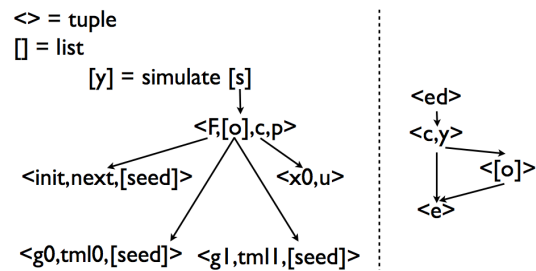 <> = tuple
[] = list
[y] = simulate [s]
<F,[o],c,p>
<init,next,[seed]>
<x0,u>
<g0,tml0,[seed]>
<g1,tml1,[seed]>
<ed>
<c,y>
<[o]>
<e>